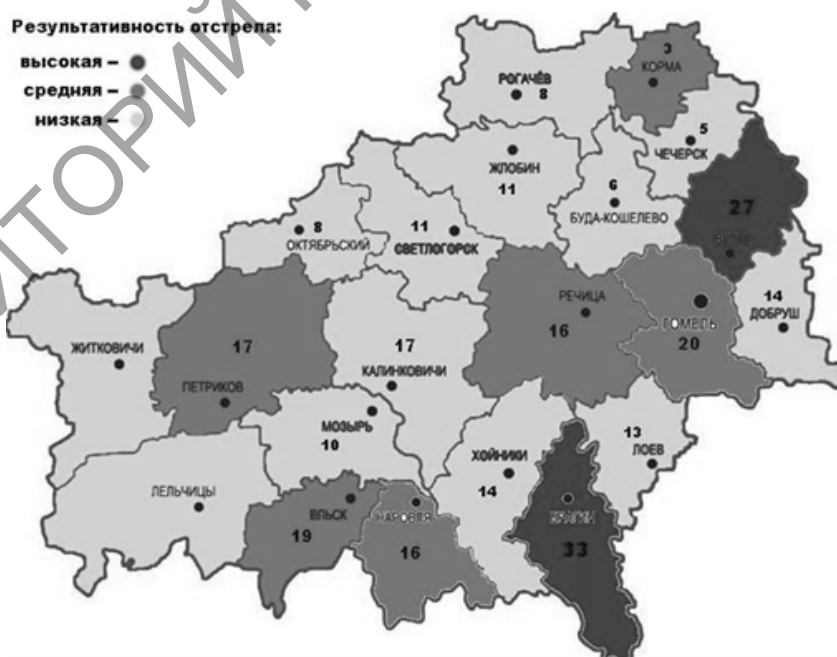 Результативность отстрела:
высокая –
средняя –
низкая –
ИТОРИЙ
3
КОРМА
РОГАЧЁВ
8
5
ЧЕЧЕРСК
ЖЛОБИН
11
6
БУДА-КОШЕЛЕВО
27
ВЕТКА
8
ОКТЯБРЬСКИЙ
11
СВЕТЛОГОРСК
РЕЧИЦА
16
ГОМЕЛЬ
20
14
ДОБРУШ
ЖИТКОВИЧИ
17
ПЕТРИКОВ
17
КАЛИНКОВИЧИ
МОЗЫРЬ
10
ХОЙНИКИ
14
13
ЛОЕВ
ЛЕЛЬЧИЦЫ
ЕЛЬСК
19
НАРОВЛЯ
16
БРАГИН
33